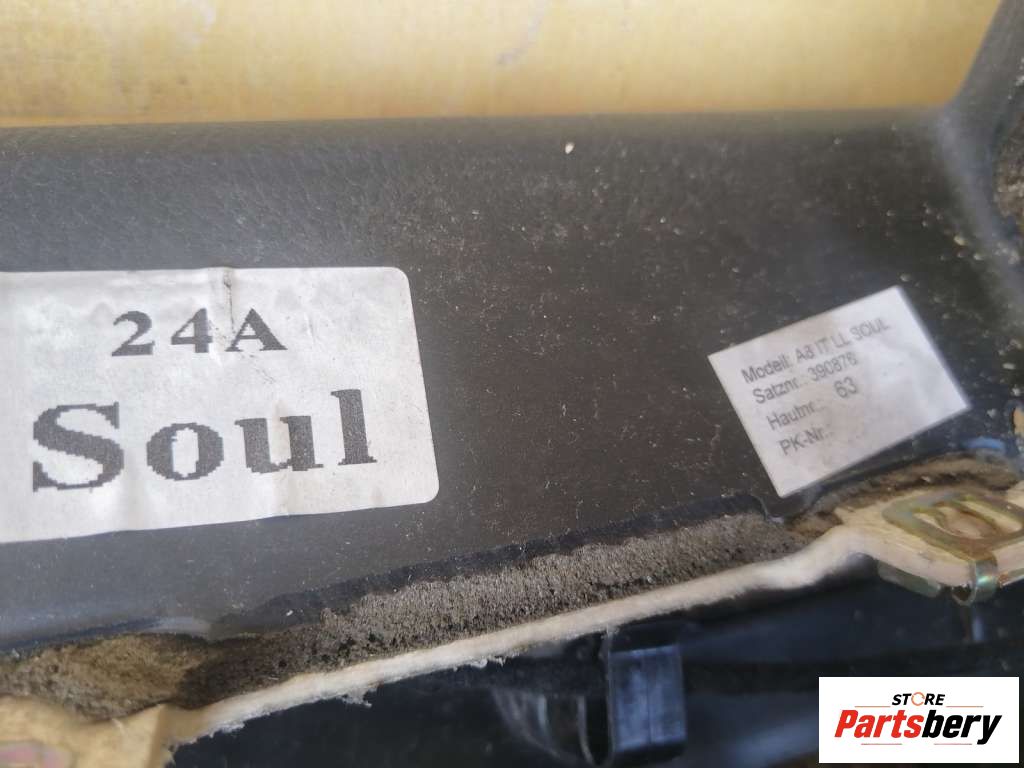 24A
Soul
Modell: A8 IT LL SOUL
Satznr.: 390876
Hautnr.: 63
PK-Nr.:
STORE
Partsbery